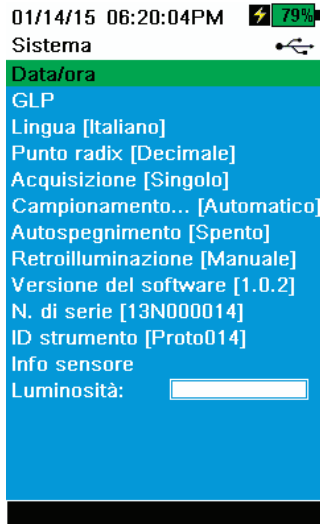 01/14/15 06:20:04PM 79%
Sistema
Data/ora
GLP
Lingua [Italiano]
Punto radix [Decimale]
Acquisizione [Singolo]
Campionamento... [Automatico]
Autospegnimento [Spento]
Retroilluminazione [Manuale]
Versione del software [1.0.2]
N. di serie [13N000014]
ID strumento [Proto014]
Info sensore
Luminosità: